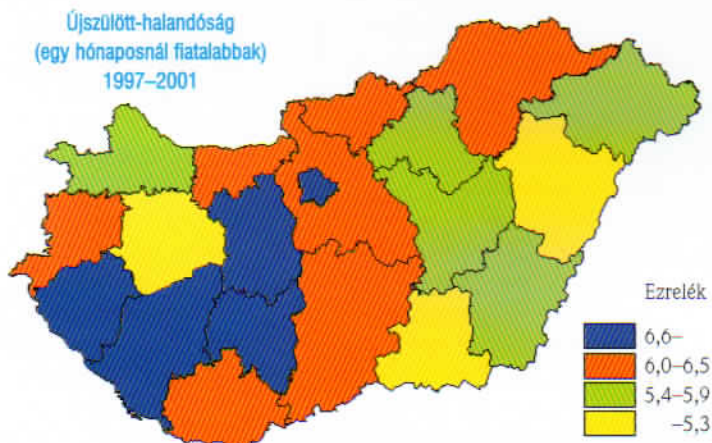 Újszülött-halandóság
(egy hónaposnál fiatalabbak)
1997–2001
Ezrelék
6,6–
6,0–6,5
5,4–5,9
–5,3